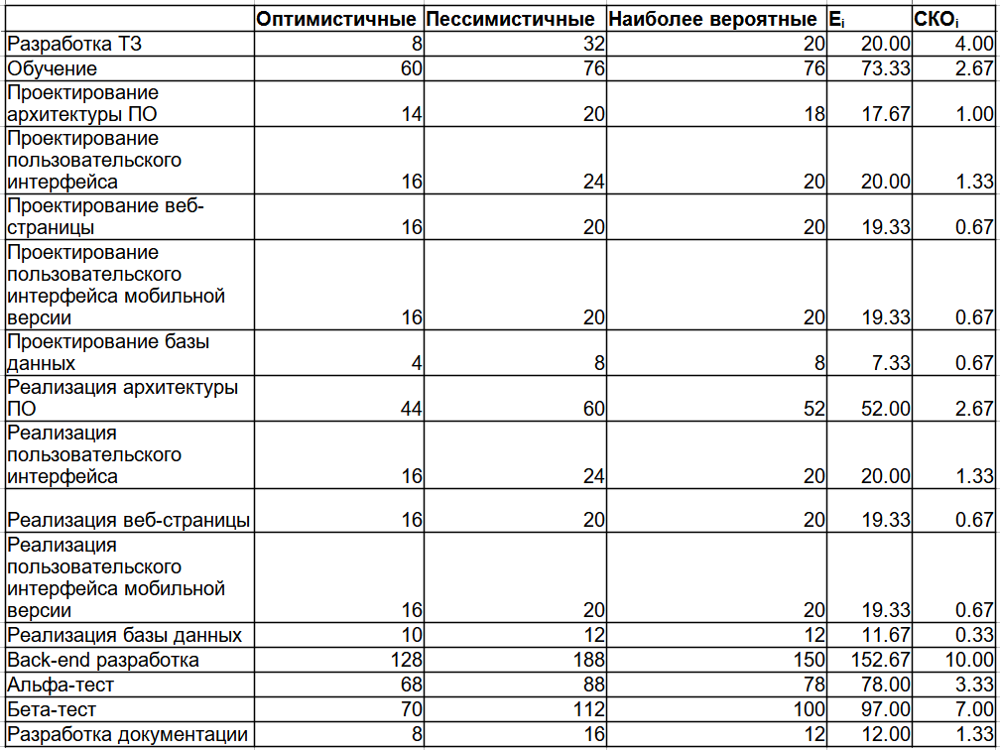 Оптимистичные Пессимистичные Наиболее вероятные Ei СКОi
Разработка ТЗ 8 32 20 20.00 4.00
Обучение 60 76 76 73.33 2.67
Проектирование
архитектуры ПО 14 20 18 17.67 1.00
Проектирование
пользовательского
интерфейса 16 24 20 20.00 1.33
Проектирование веб-
страницы 16 20 20 19.33 0.67
Проектирование
пользовательского
интерфейса мобильной
версии 16 20 20 19.33 0.67
Проектирование базы
данных 4 8 8 7.33 0.67
Реализация архитектуры
ПО 44 60 52 52.00 2.67
Реализация
пользовательского
интерфейса 16 24 20 20.00 1.33
Реализация веб-страницы 16 20 20 19.33 0.67
Реализация
пользовательского
интерфейса мобильной
версии 16 20 20 19.33 0.67
Реализация базы данных 10 12 12 11.67 0.33
Back-end разработка 128 188 150 152.67 10.00
Альфа-тест 68 88 78 78.00 3.33
Бета-тест 70 112 100 97.00 7.00
Разработка документации 8 16 12 12.00 1.33